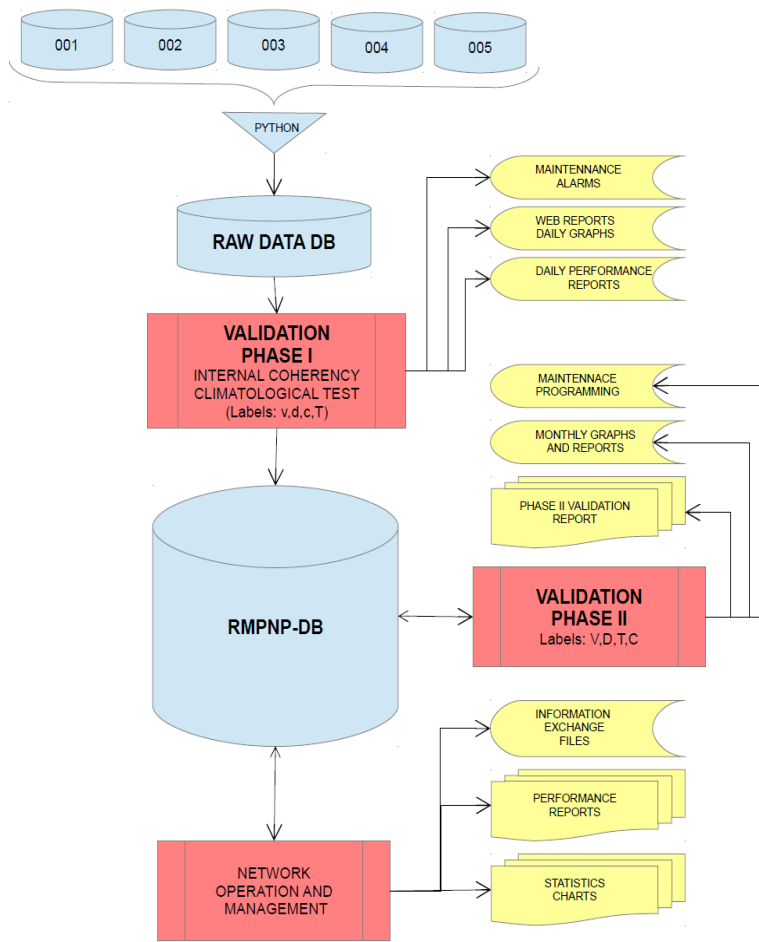 001
002
003
004
005
PYTHON
RAW DATA DB
MAINTENNANCE
ALARMS
WEB REPORTS
DAILY GRAPHS
DAILY PERFORMANCE
REPORTS
VALIDATION
PHASE I
INTERNAL COHERENCY
CLIMATOLOGICAL TEST
(Labels: v,d,c,T)
MAINTENNACE
PROGRAMMING
MONTHLY GRAPHS
AND REPORTS
PHASE II VALIDATION
REPORT
RMPNP-DB
VALIDATION
PHASE II
Labels: V,D,T,C
INFORMATION
EXCHANGE
FILES
PERFORMANCE
REPORTS
NETWORK
OPERATION AND
MANAGEMENT
STATISTICS
CHARTS